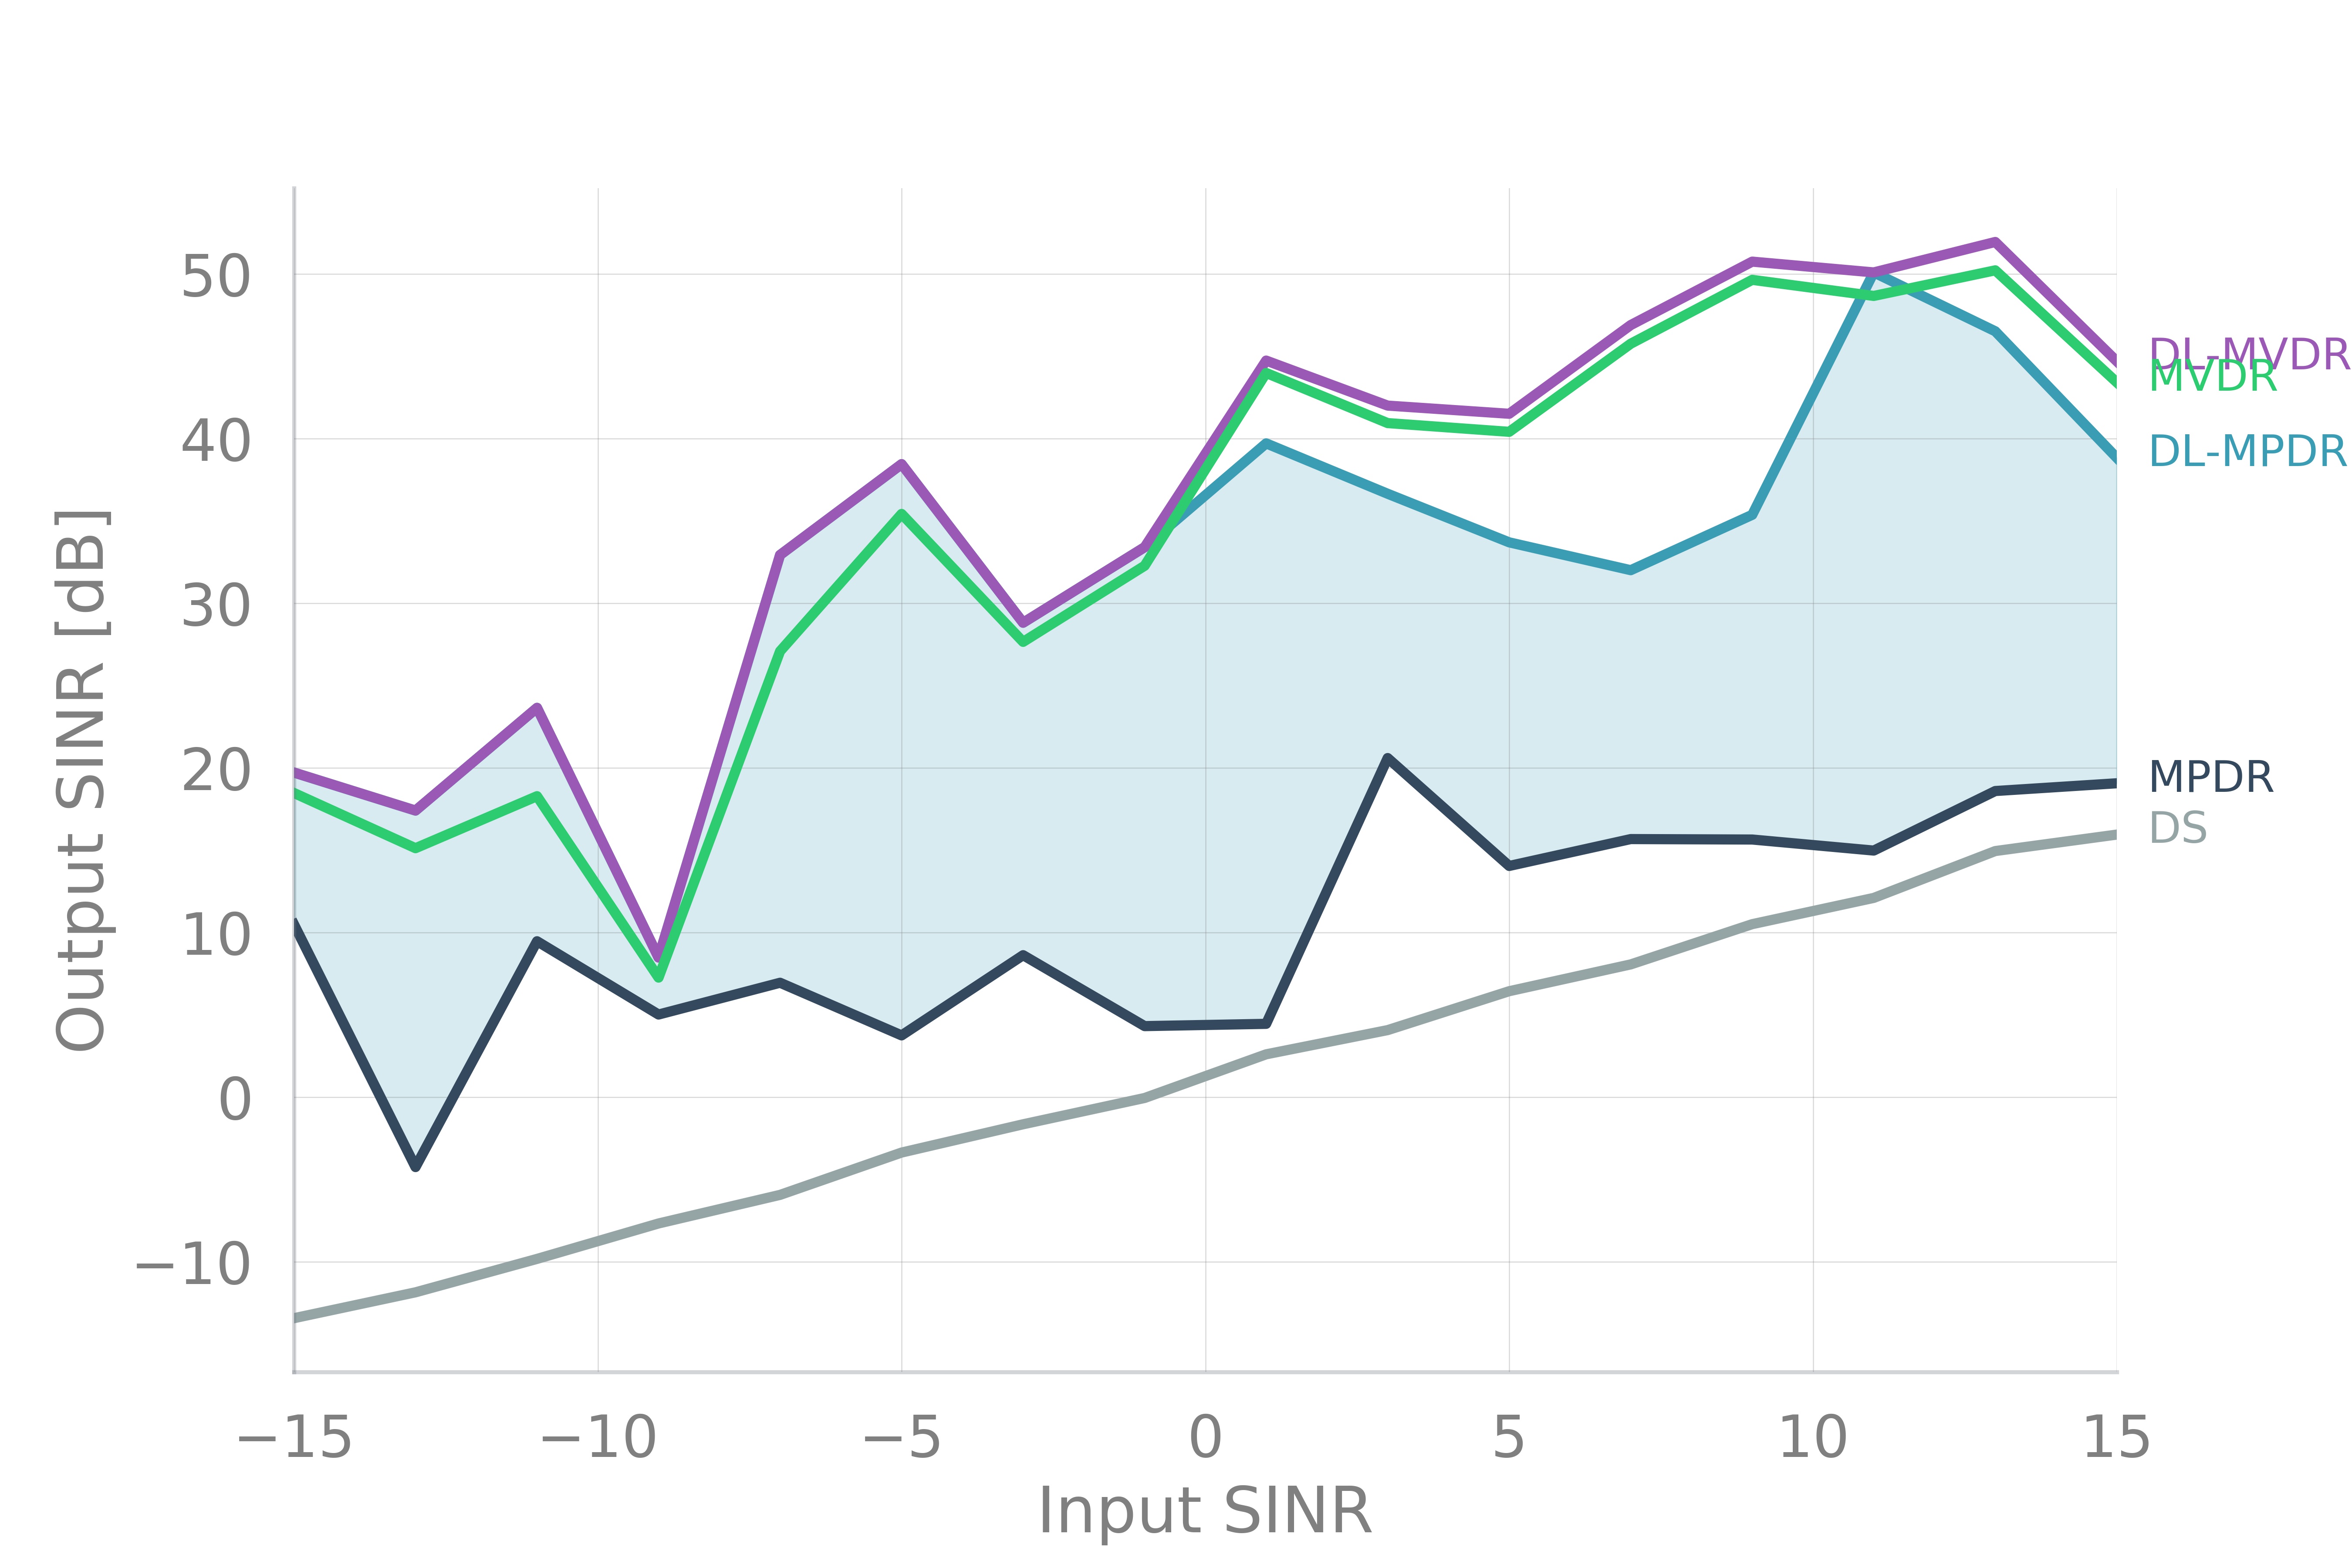 50
40
30
20
10
0
−10
Output SINR [dB]
−15 −10 −5 0 5 10 15
Input SINR
DL-MVDR
MVDR
DL-MPDR
MPDR
DS